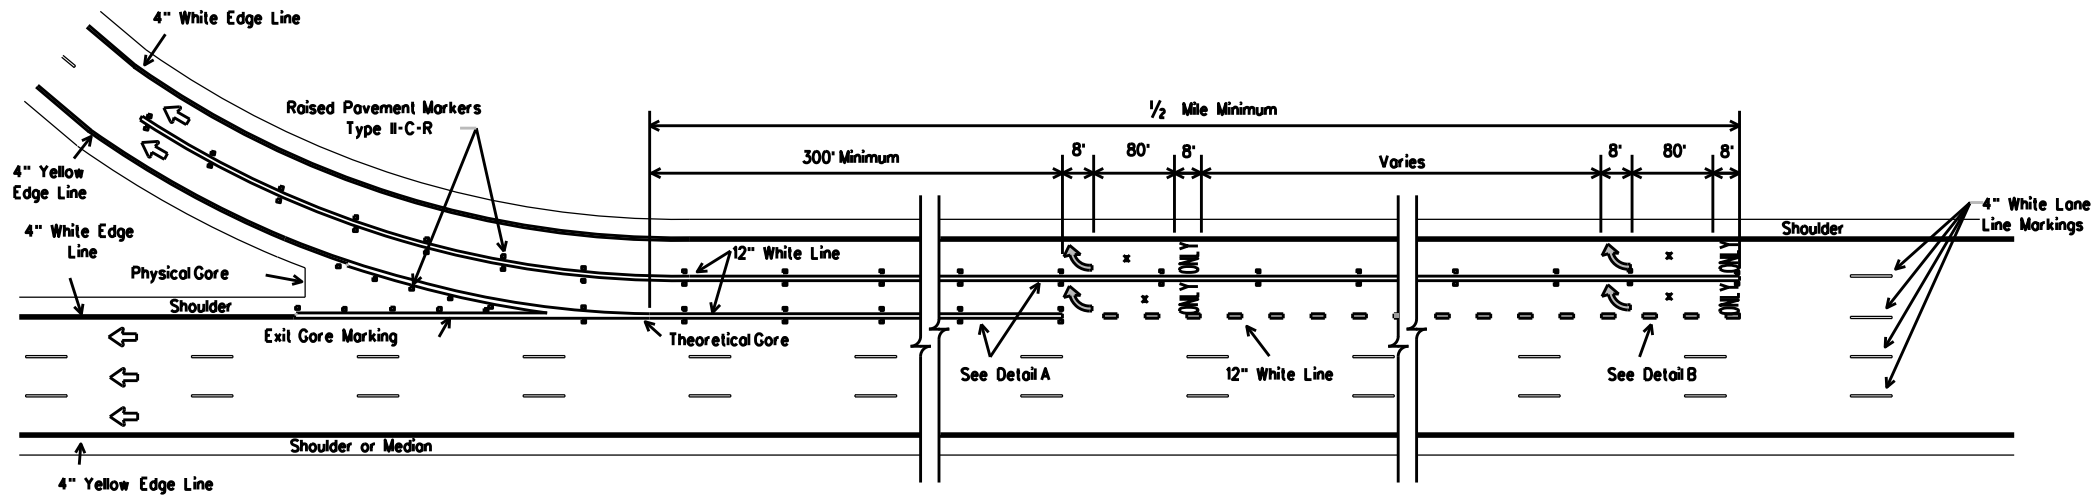 4" White Edge Line
Raised Pavement Markers
Type II-C-R
1/2 Mile Minimum
300' Minimum
8'
80'
8'
Varies
8'
80'
8'
4" Yellow
Edge Line
4" White Edge
Line
Physical Gore
Shoulder
Exit Gore Marking
12" White Line
Theoretical Gore
ONLY
ONLY
ONLY
ONLY
Shoulder
4" White Lane
Line Markings
See Detail A
12" White Line
See Detail B
Shoulder or Median
4" Yellow Edge Line